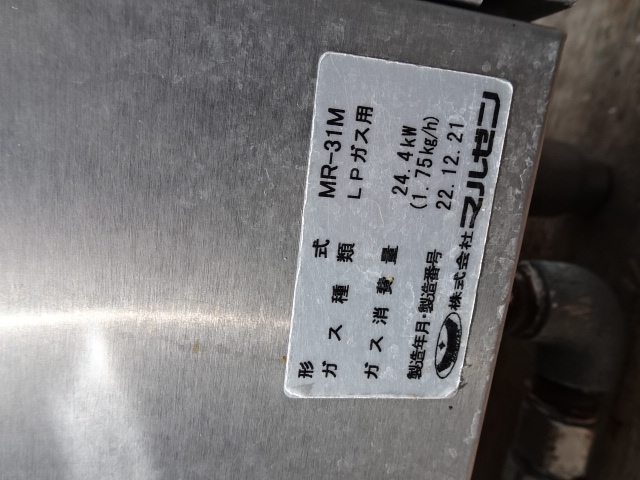 形式 MR-31M
ガス種類 LPガス用
ガス消費量 24.4kW
(1.75kg/h)
製造年月・製造番号 22.12.21
株式会社マルゼン